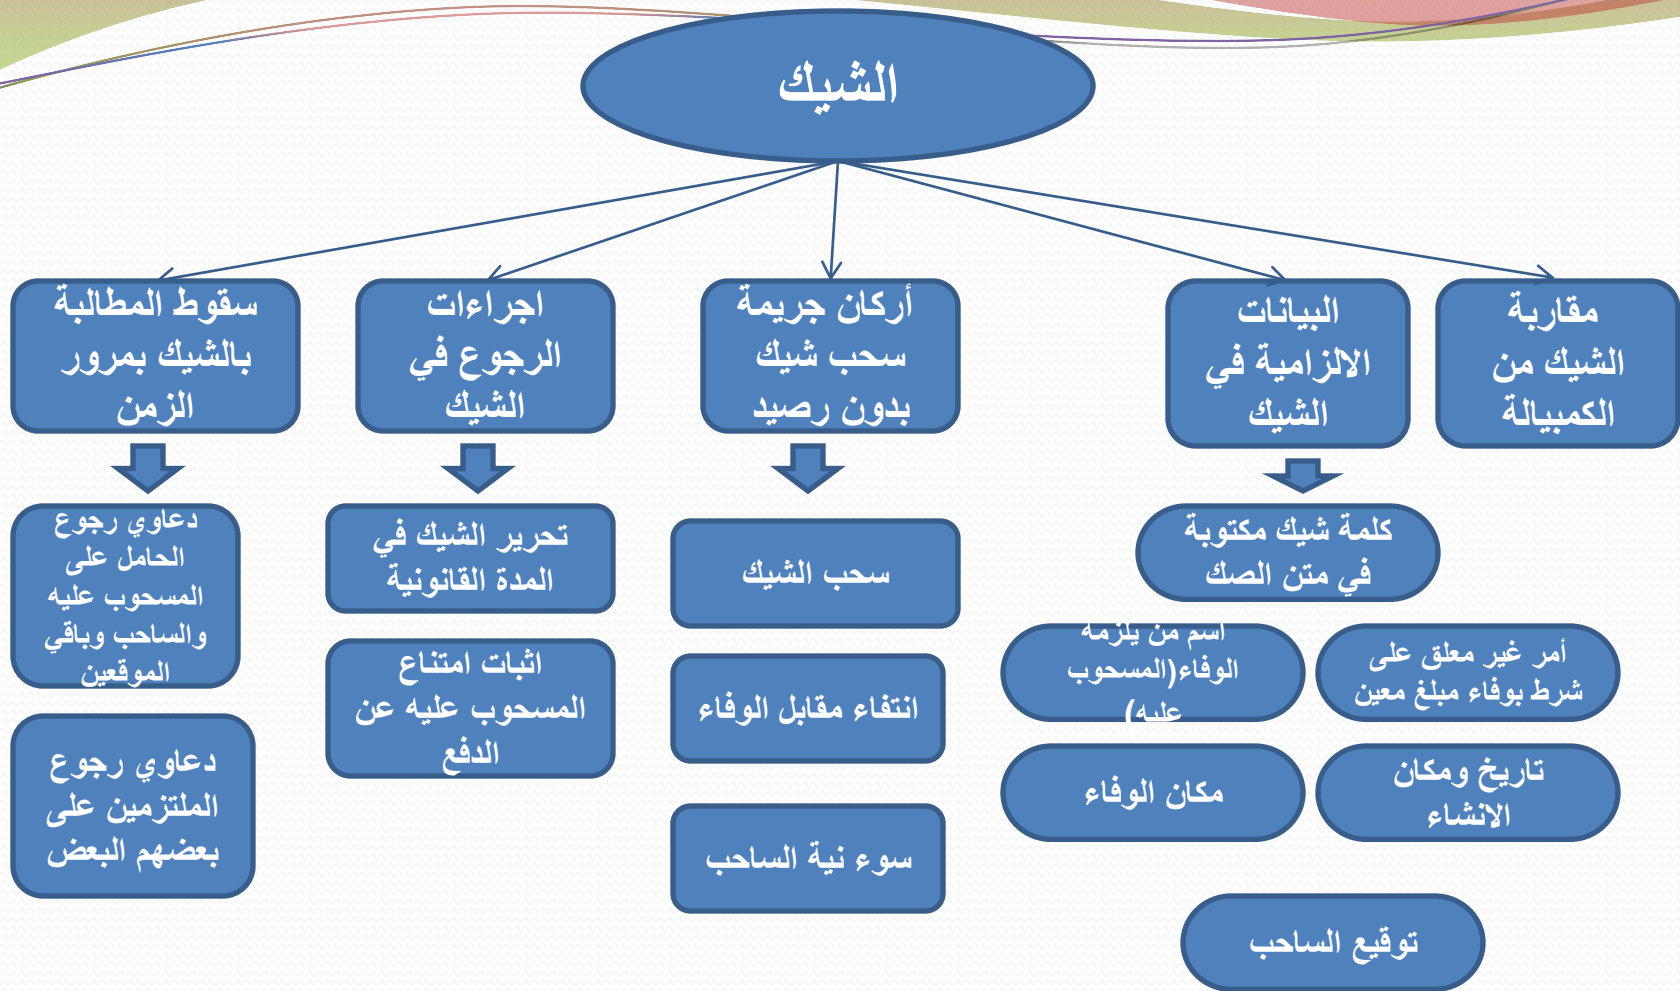 الشيك
مقاربة
الشيك من
الكمبيالة
البيانات
الالزامية في
الشيك
أركان جريمة
سحب شيك
بدون رصيد
اجراءات
الرجوع في
الشيك
سقوط المطالبة
بالشيك بمرور
الزمن
كلمة شيك مكتوبة
في متن الصك
أمر غير معلق على
شرط بوفاء مبلغ معين
اسم من يلزمه
الوفاء(المسحوب
عليه)
تاريخ ومكان
الانشاء
مكان الوفاء
توقيع الساحب
سحب الشيك
انتفاء مقابل الوفاء
سوء نية الساحب
تحرير الشيك في
المدة القانونية
اثبات امتناع
المسحوب عليه عن
الدفع
دعاوي رجوع
الحامل على
المسحوب عليه
والساحب وباقي
الموقعين
دعاوي رجوع
الملتزمين على
بعضهم البعض